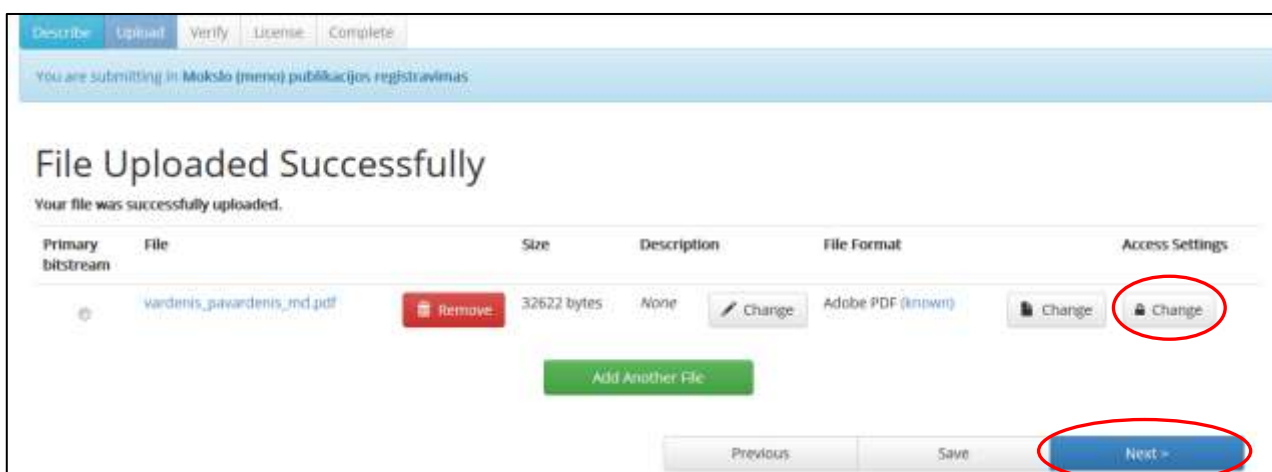 Describe Upload Verify License Complete
You are submitting in Mokslo (meno) publikacijos registravimas
File Uploaded Successfully
Your file was successfully uploaded.
Primary bitstream File Size Description File Format Access Settings
vardenis_pavardenis_md.pdf Remove 32622 bytes None Change Adobe PDF (known) Change Change
Add Another File
Previous Save Next »